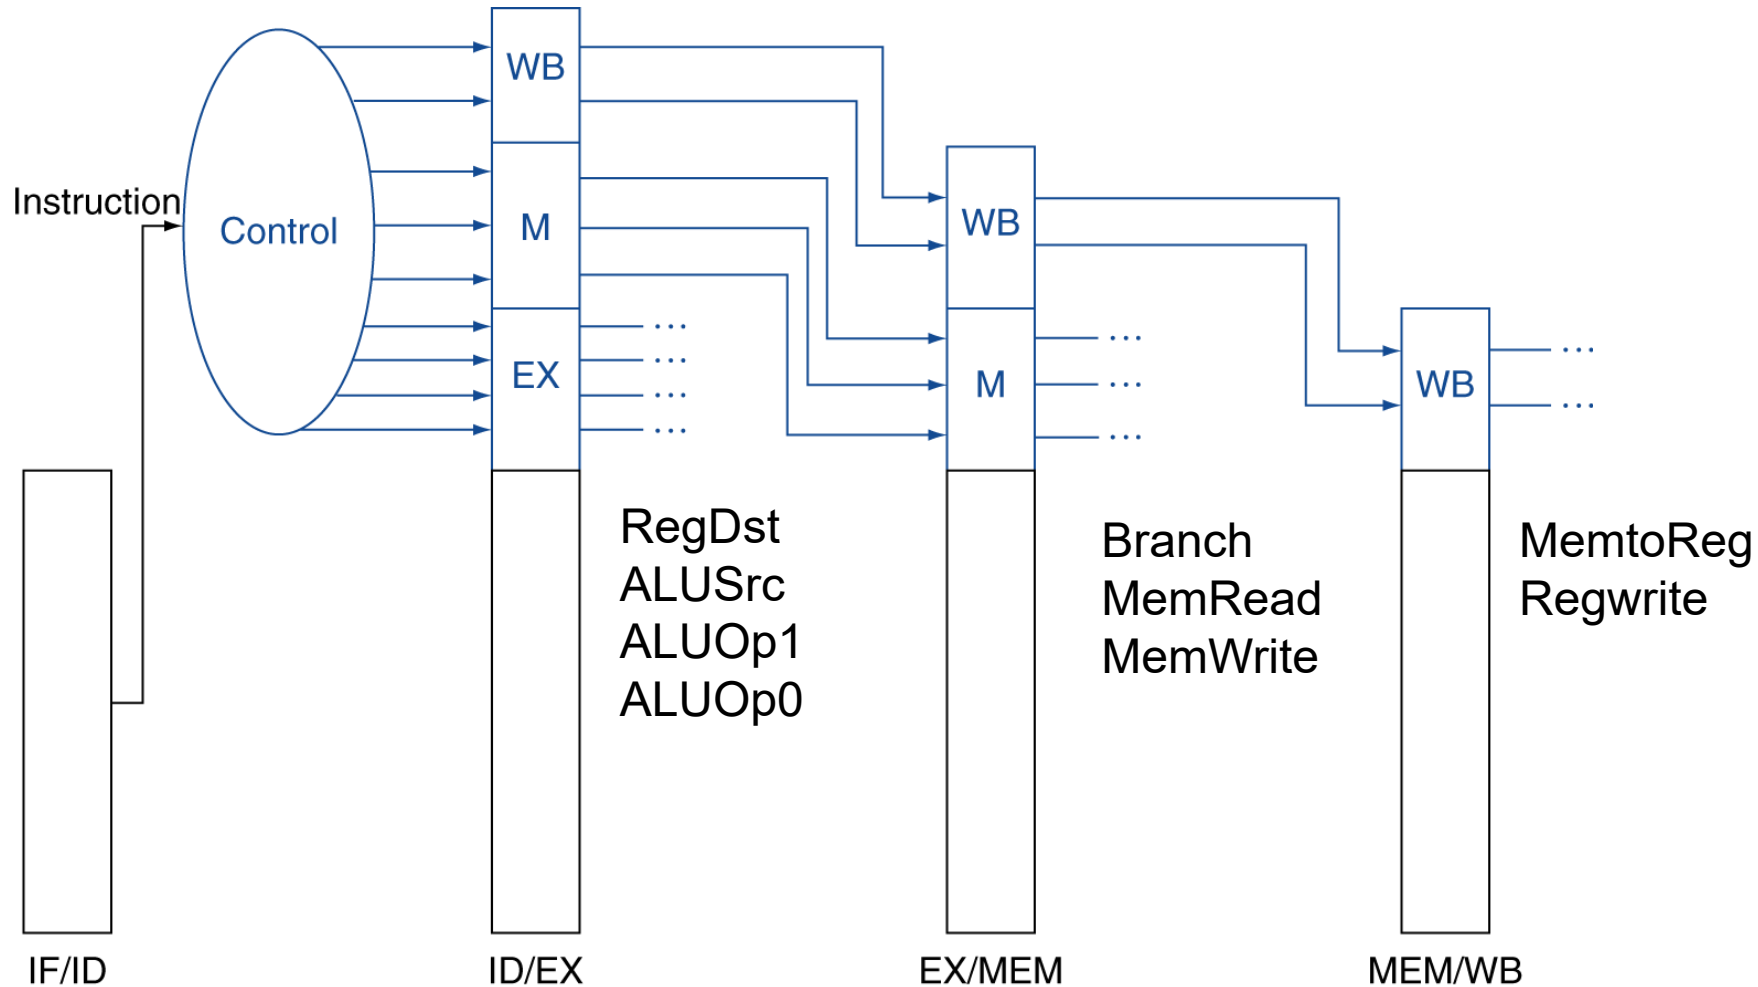 Instruction
Control
WB
M
EX
...
...
...
...
WB
M
...
...
...
WB
...
...
RegDst
ALUSrc
ALUOp1
ALUOp0
Branch
MemRead
MemWrite
MemtoReg
Regwrite
IF/ID
ID/EX
EX/MEM
MEM/WB